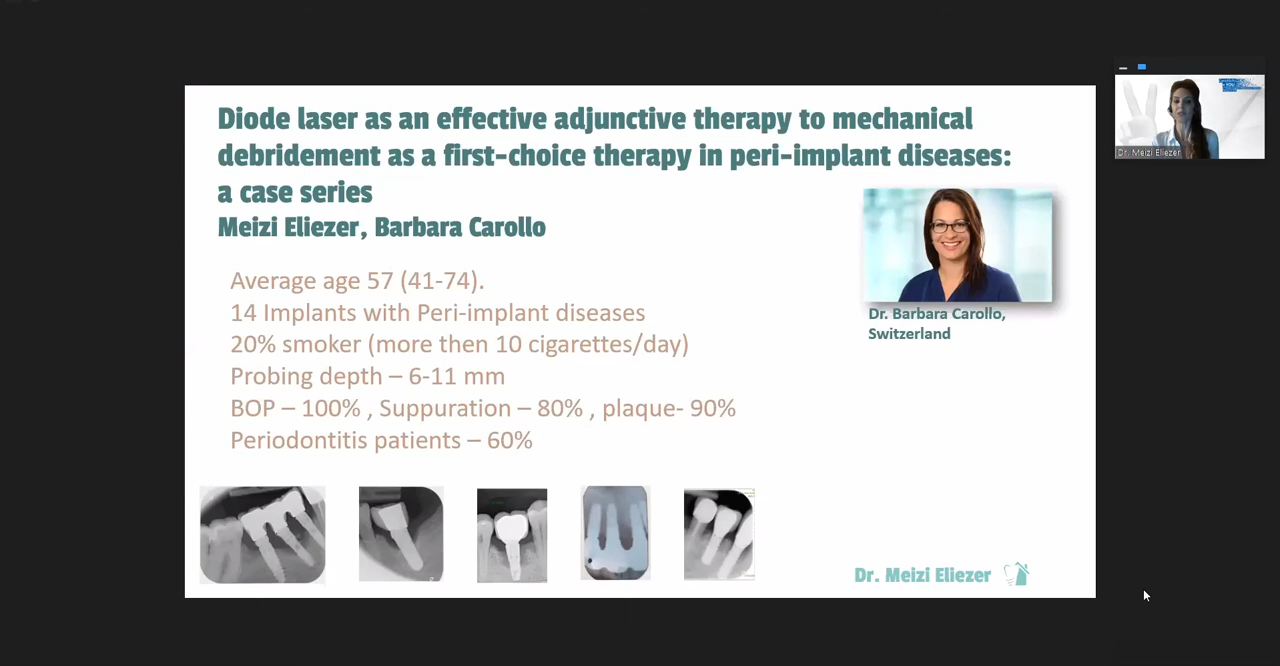 Diode laser as an effective adjunctive therapy to mechanical
debridement as a first-choice therapy in peri-implant diseases:
a case series
Meizi Eliezer, Barbara Carollo
Average age 57 (41-74).
14 Implants with Peri-implant diseases
20% smoker (more then 10 cigarettes/day)
Probing depth – 6-11 mm
BOP – 100% , Suppuration – 80% , plaque- 90%
Periodontitis patients – 60%
Dr. Barbara Carollo,
Switzerland
Dr. Meizi Eliezer
Dr. Meizi Eliezer